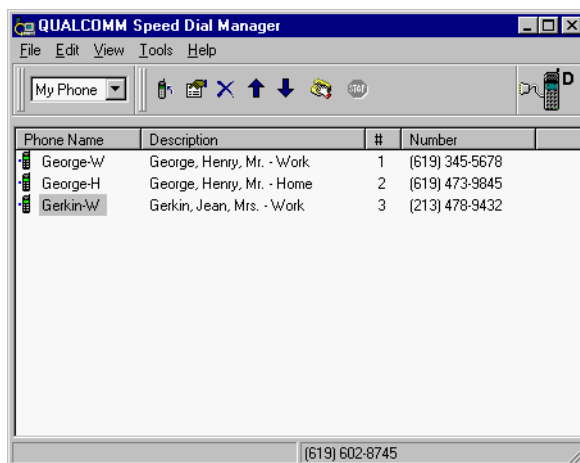 QUALCOMM Speed Dial Manager
File Edit View Tools Help
My Phone STOP D
Phone Name Description # Number
George-W George, Henry, Mr. - Work 1 (619) 345-5678
George-H George, Henry, Mr. - Home 2 (619) 473-9845
Gerkin-W Gerkin, Jean, Mrs. - Work 3 (213) 478-9432
(619) 602-8745